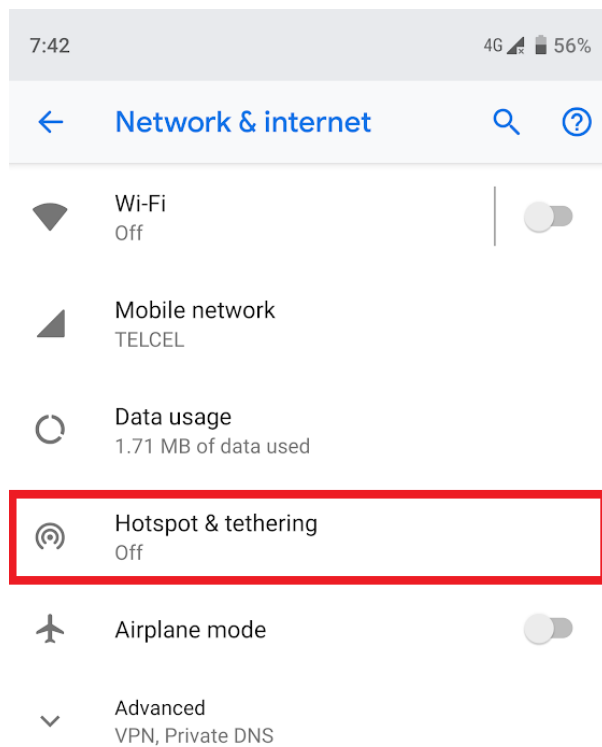 7:42
4G 56%
Network & internet
Wi-Fi
Off
Mobile network
TELCEL
Data usage
1.71 MB of data used
Hotspot & tethering
Off
Airplane mode
Advanced
VPN, Private DNS